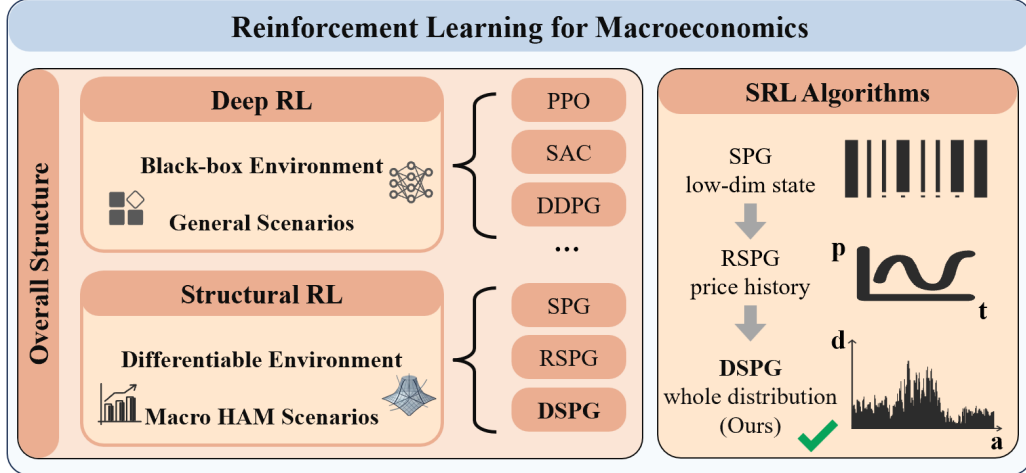 Reinforcement Learning for Macroeconomics
Overall Structure
Deep RL
Black-box Environment
General Scenarios
PPO
SAC
DDPG
...
Structural RL
Differentiable Environment
Macro HAM Scenarios
SPG
RSPG
DSPG
SRL Algorithms
SPG
low-dim state
RSPG
price history
p
t
DSPG
whole distribution
(Ours)
d
a